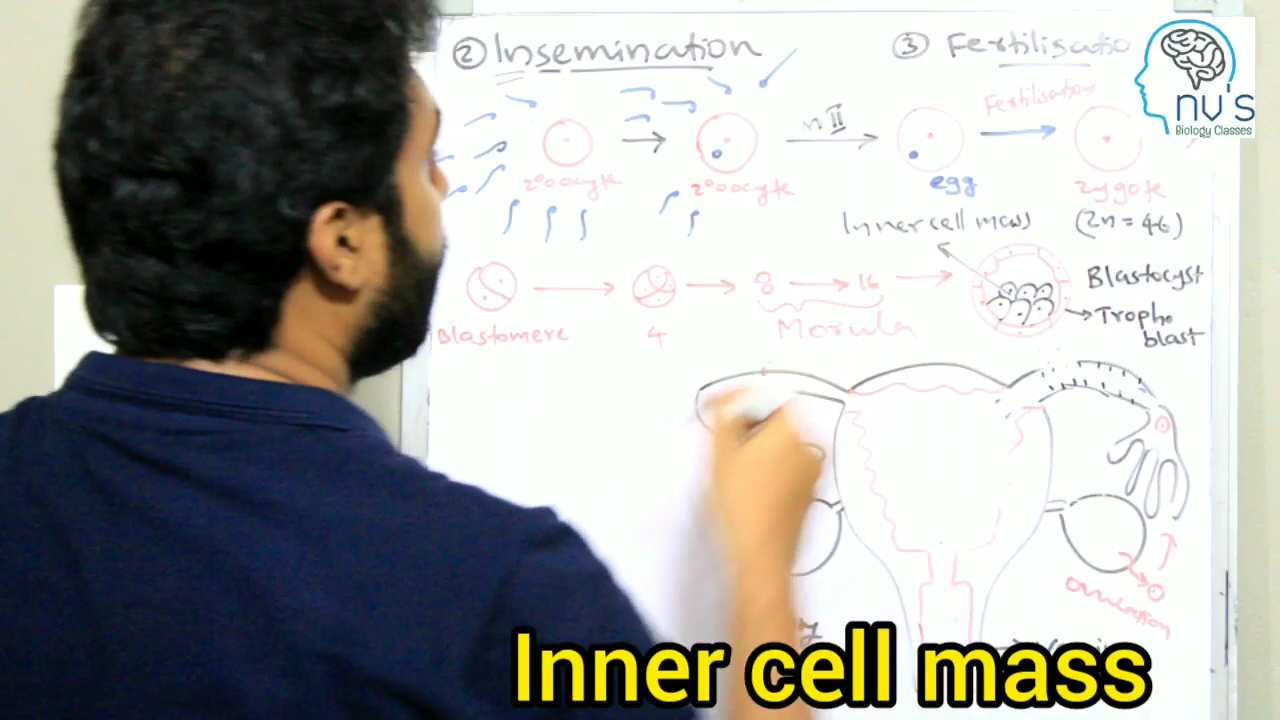 ② Insemination
③ Fertilisatio
nv's
Biology Classes
Fertilisation
mII
2°oocyte
2°oocyte
egg
zygote
(2n = 46)
Inner cell mass
Blastocyst
Tropho
blast
8
16
Blastomere
4
Morula
Ovulation
Inner cell mass